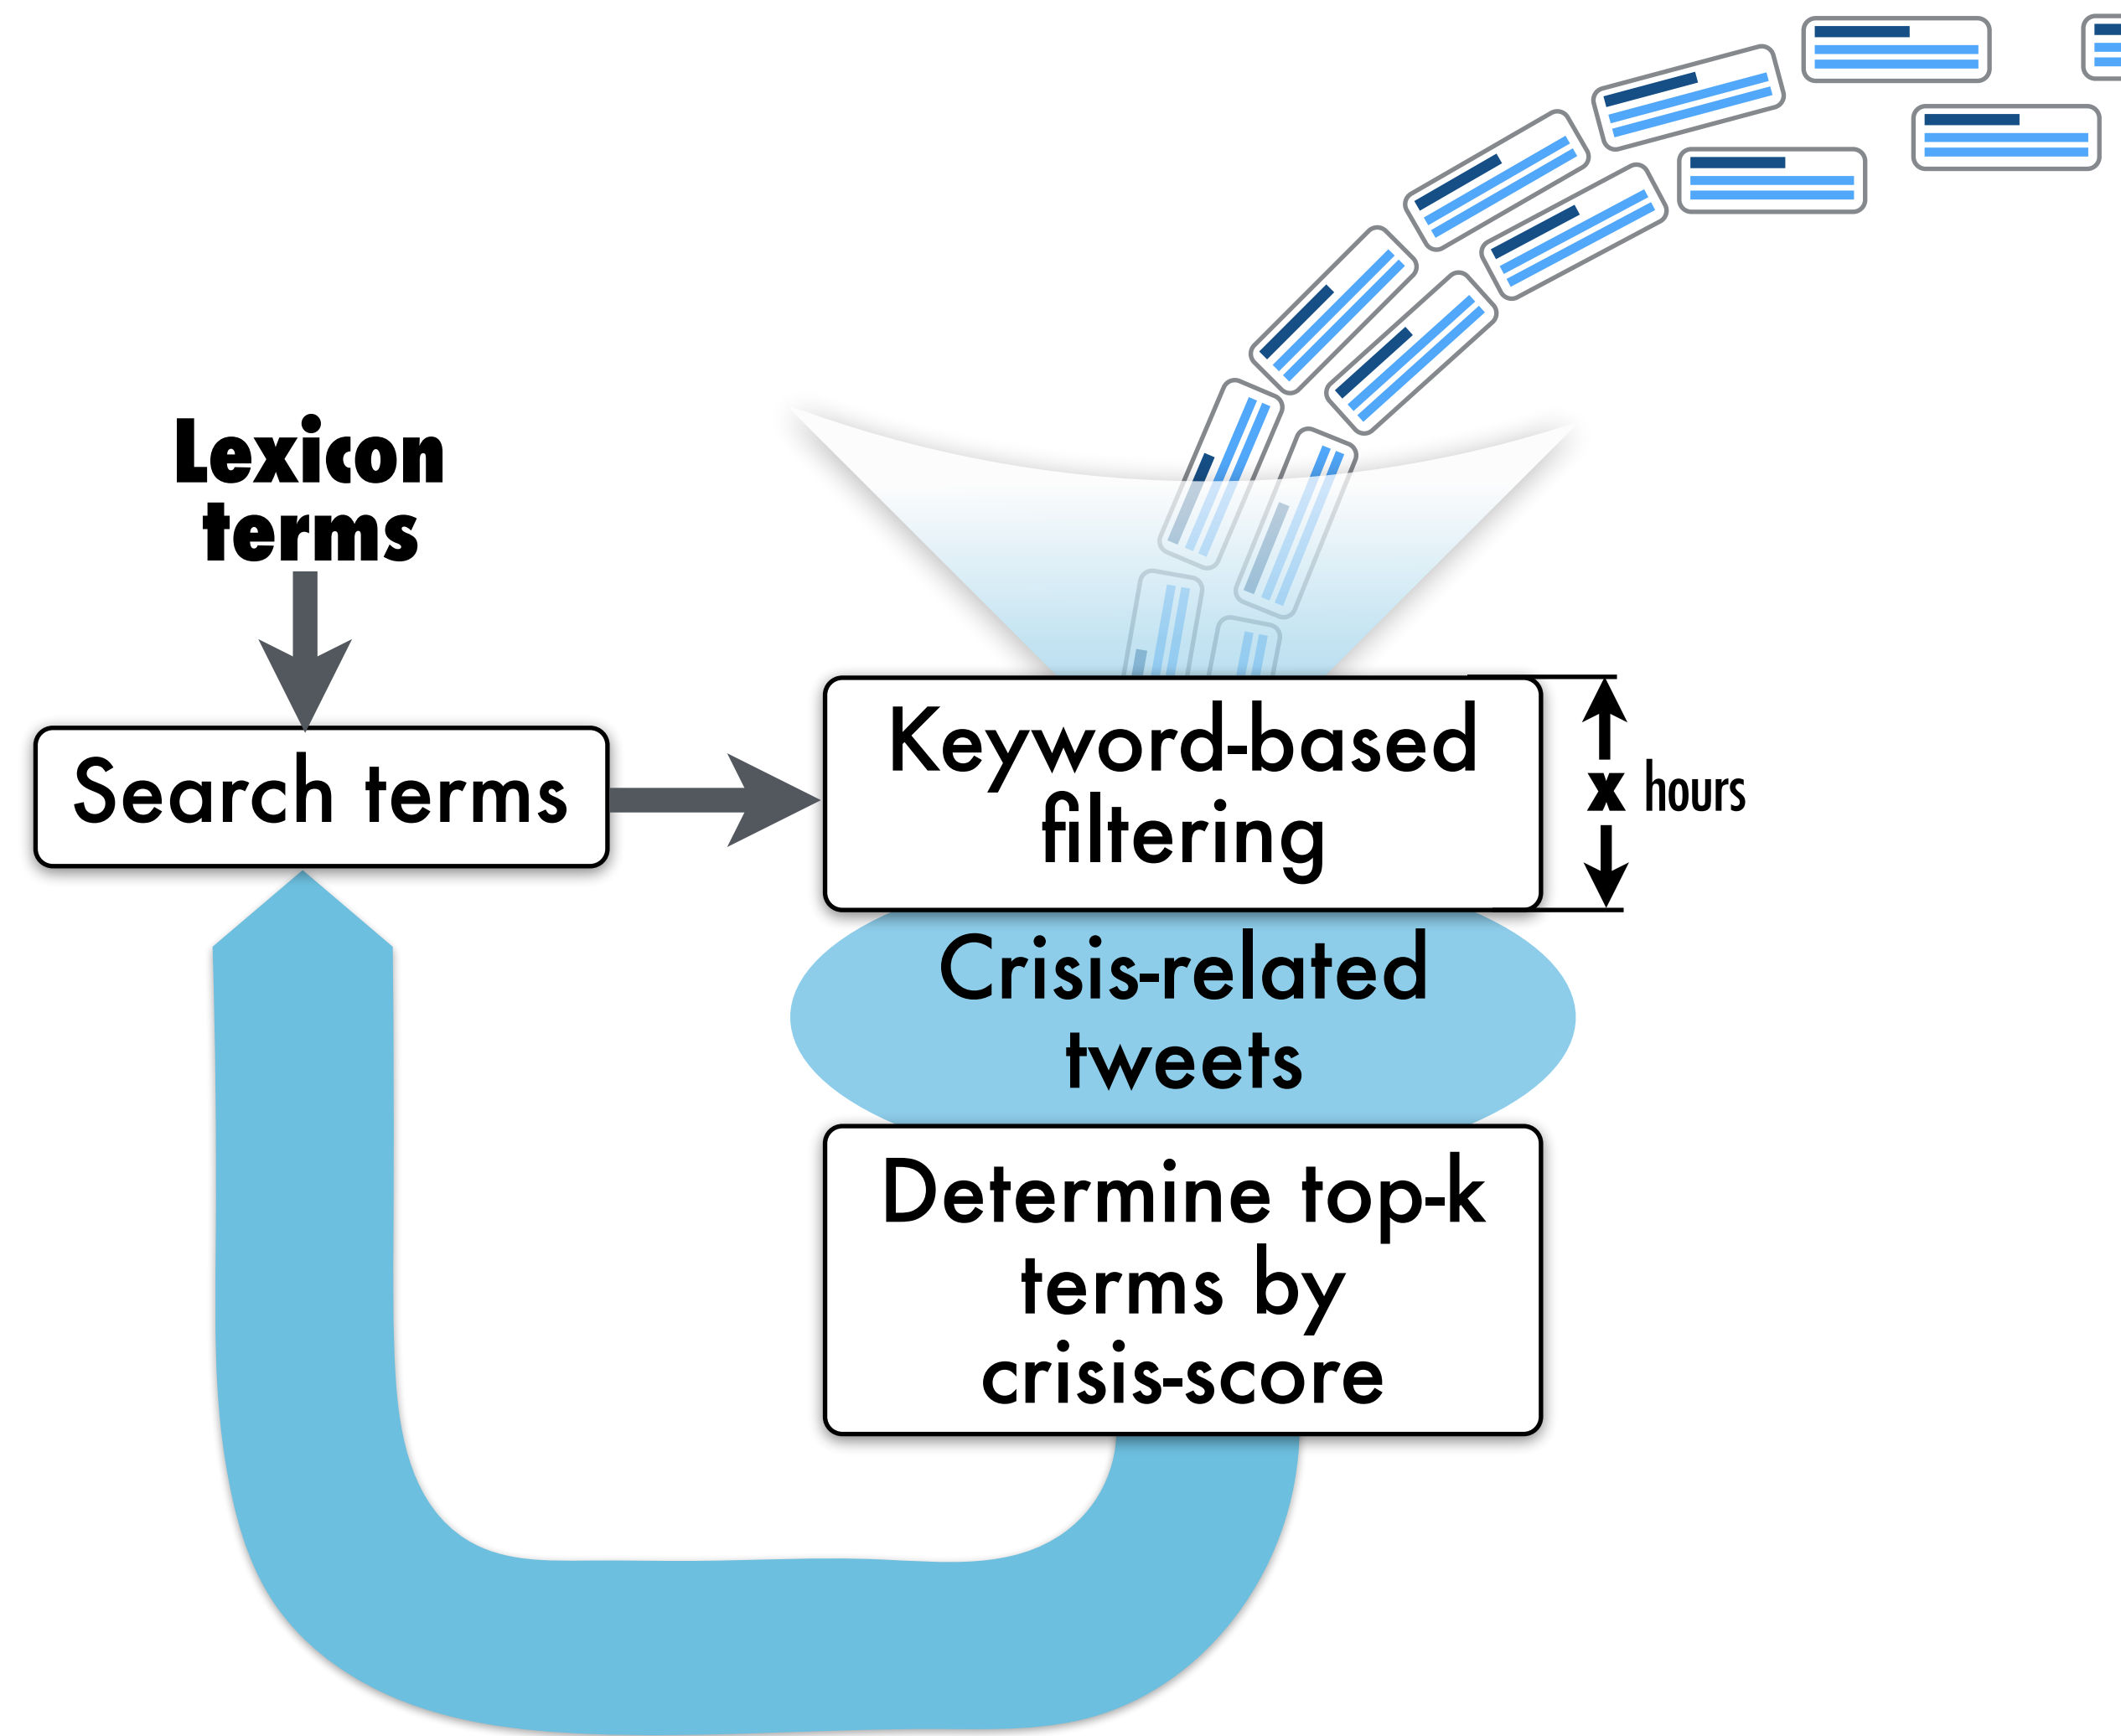 Lexicon
terms
Search terms
Keyword-based
filtering
x hours
Crisis-related
tweets
Determine top-k
terms by
crisis-score